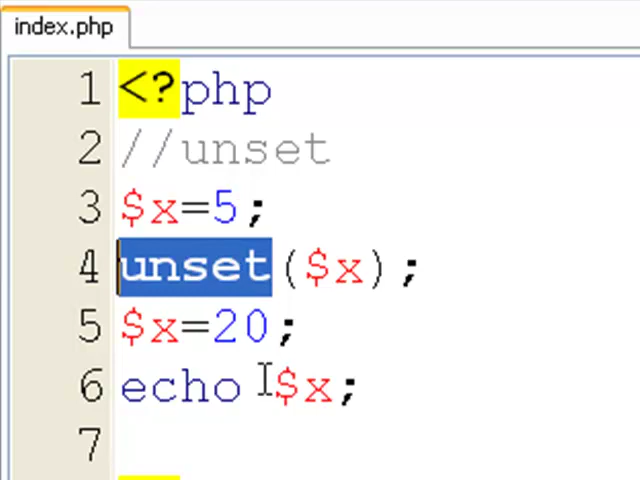 index.php
1 <?php
2 //unset
3 $x=5;
4 unset($x);
5 $x=20;
6 echo $x;
7